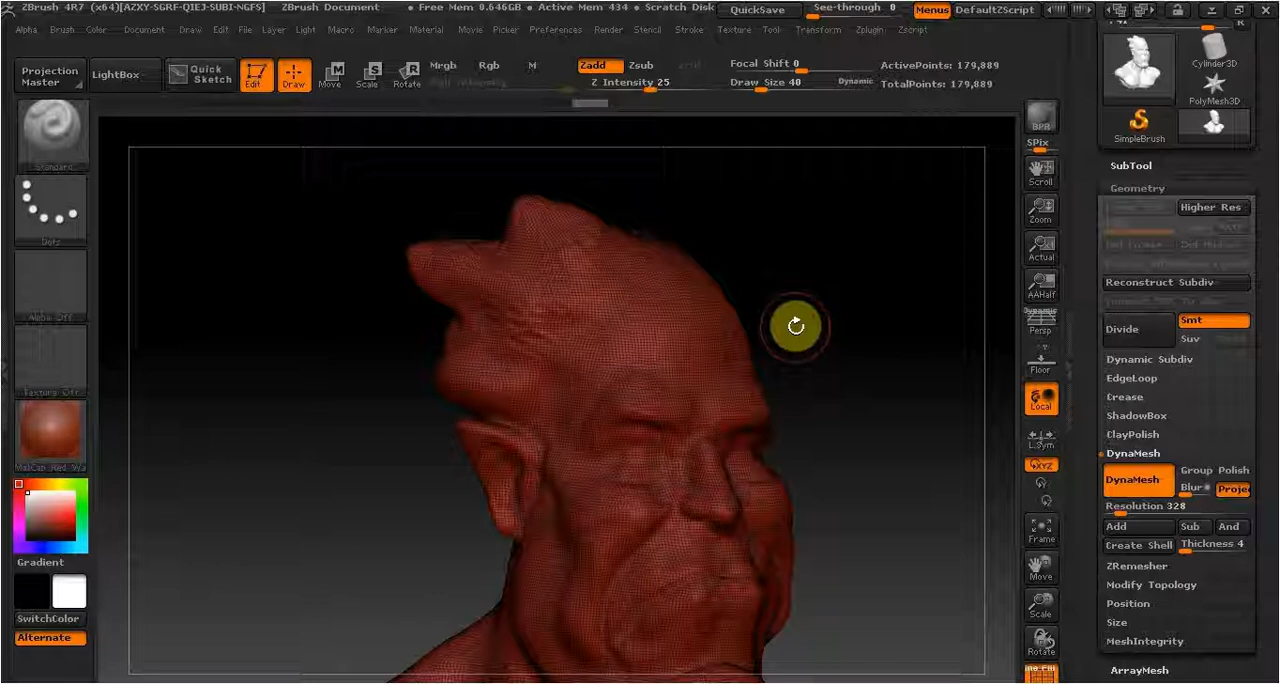 ZBrush 4R7 (x64)[AZXY-SGRF-QIEJ-SUBI-NGFS] ZBrush Document • Free Mem 0.646GB • Active Mem 434 • Scratch Disk QuickSave See-through 0 Menus DefaultZScript
Alpha Brush Color Document Draw Edit File Layer Light Macro Marker Material Movie Picker Preferences Render Stencil Stroke Texture Tool Transform Zplugin Zscript
Projection Master LightBox Quick Sketch Edit Draw Move Scale Rotate Mrgb Rgb M Zadd Zsub Focal Shift 0 ActivePoints: 179,889
Z Intensity 25 Draw Size 40 Dynamic TotalPoints: 179,889
Standard
Dots
Alpha Off
Texture Off
MatCap Red Wa
Gradient
SwitchColor
Alternate
BPR
SPix
Scroll
Zoom
Actual
AAHalf
Dynamic
Persp
Floor
Local
L.Sym
XYZ
Frame
Move
Scale
Rotate
R
Cylinder3D
PolyMesh3D
SimpleBrush
SubTool
Geometry
Higher Res
Reconstruct Subdiv
Divide Smt
Suv
Dynamic Subdiv
EdgeLoop
Crease
ShadowBox
ClayPolish
DynaMesh
DynaMesh Group Polish
Blur Proje
Resolution 328
Add Sub And
Create Shell Thickness 4
ZRemesher
Modify Topology
Position
Size
MeshIntegrity
ArrayMesh